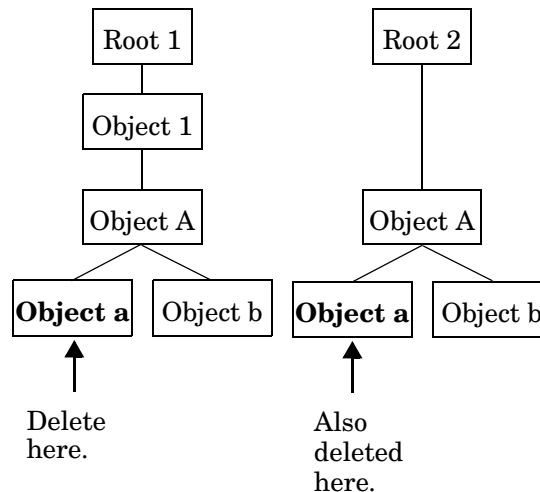 Root 1
Root 2
Object 1
Object A
Object A
Object a
Object b
Object a
Object b
Delete
here.
Also
deleted
here.